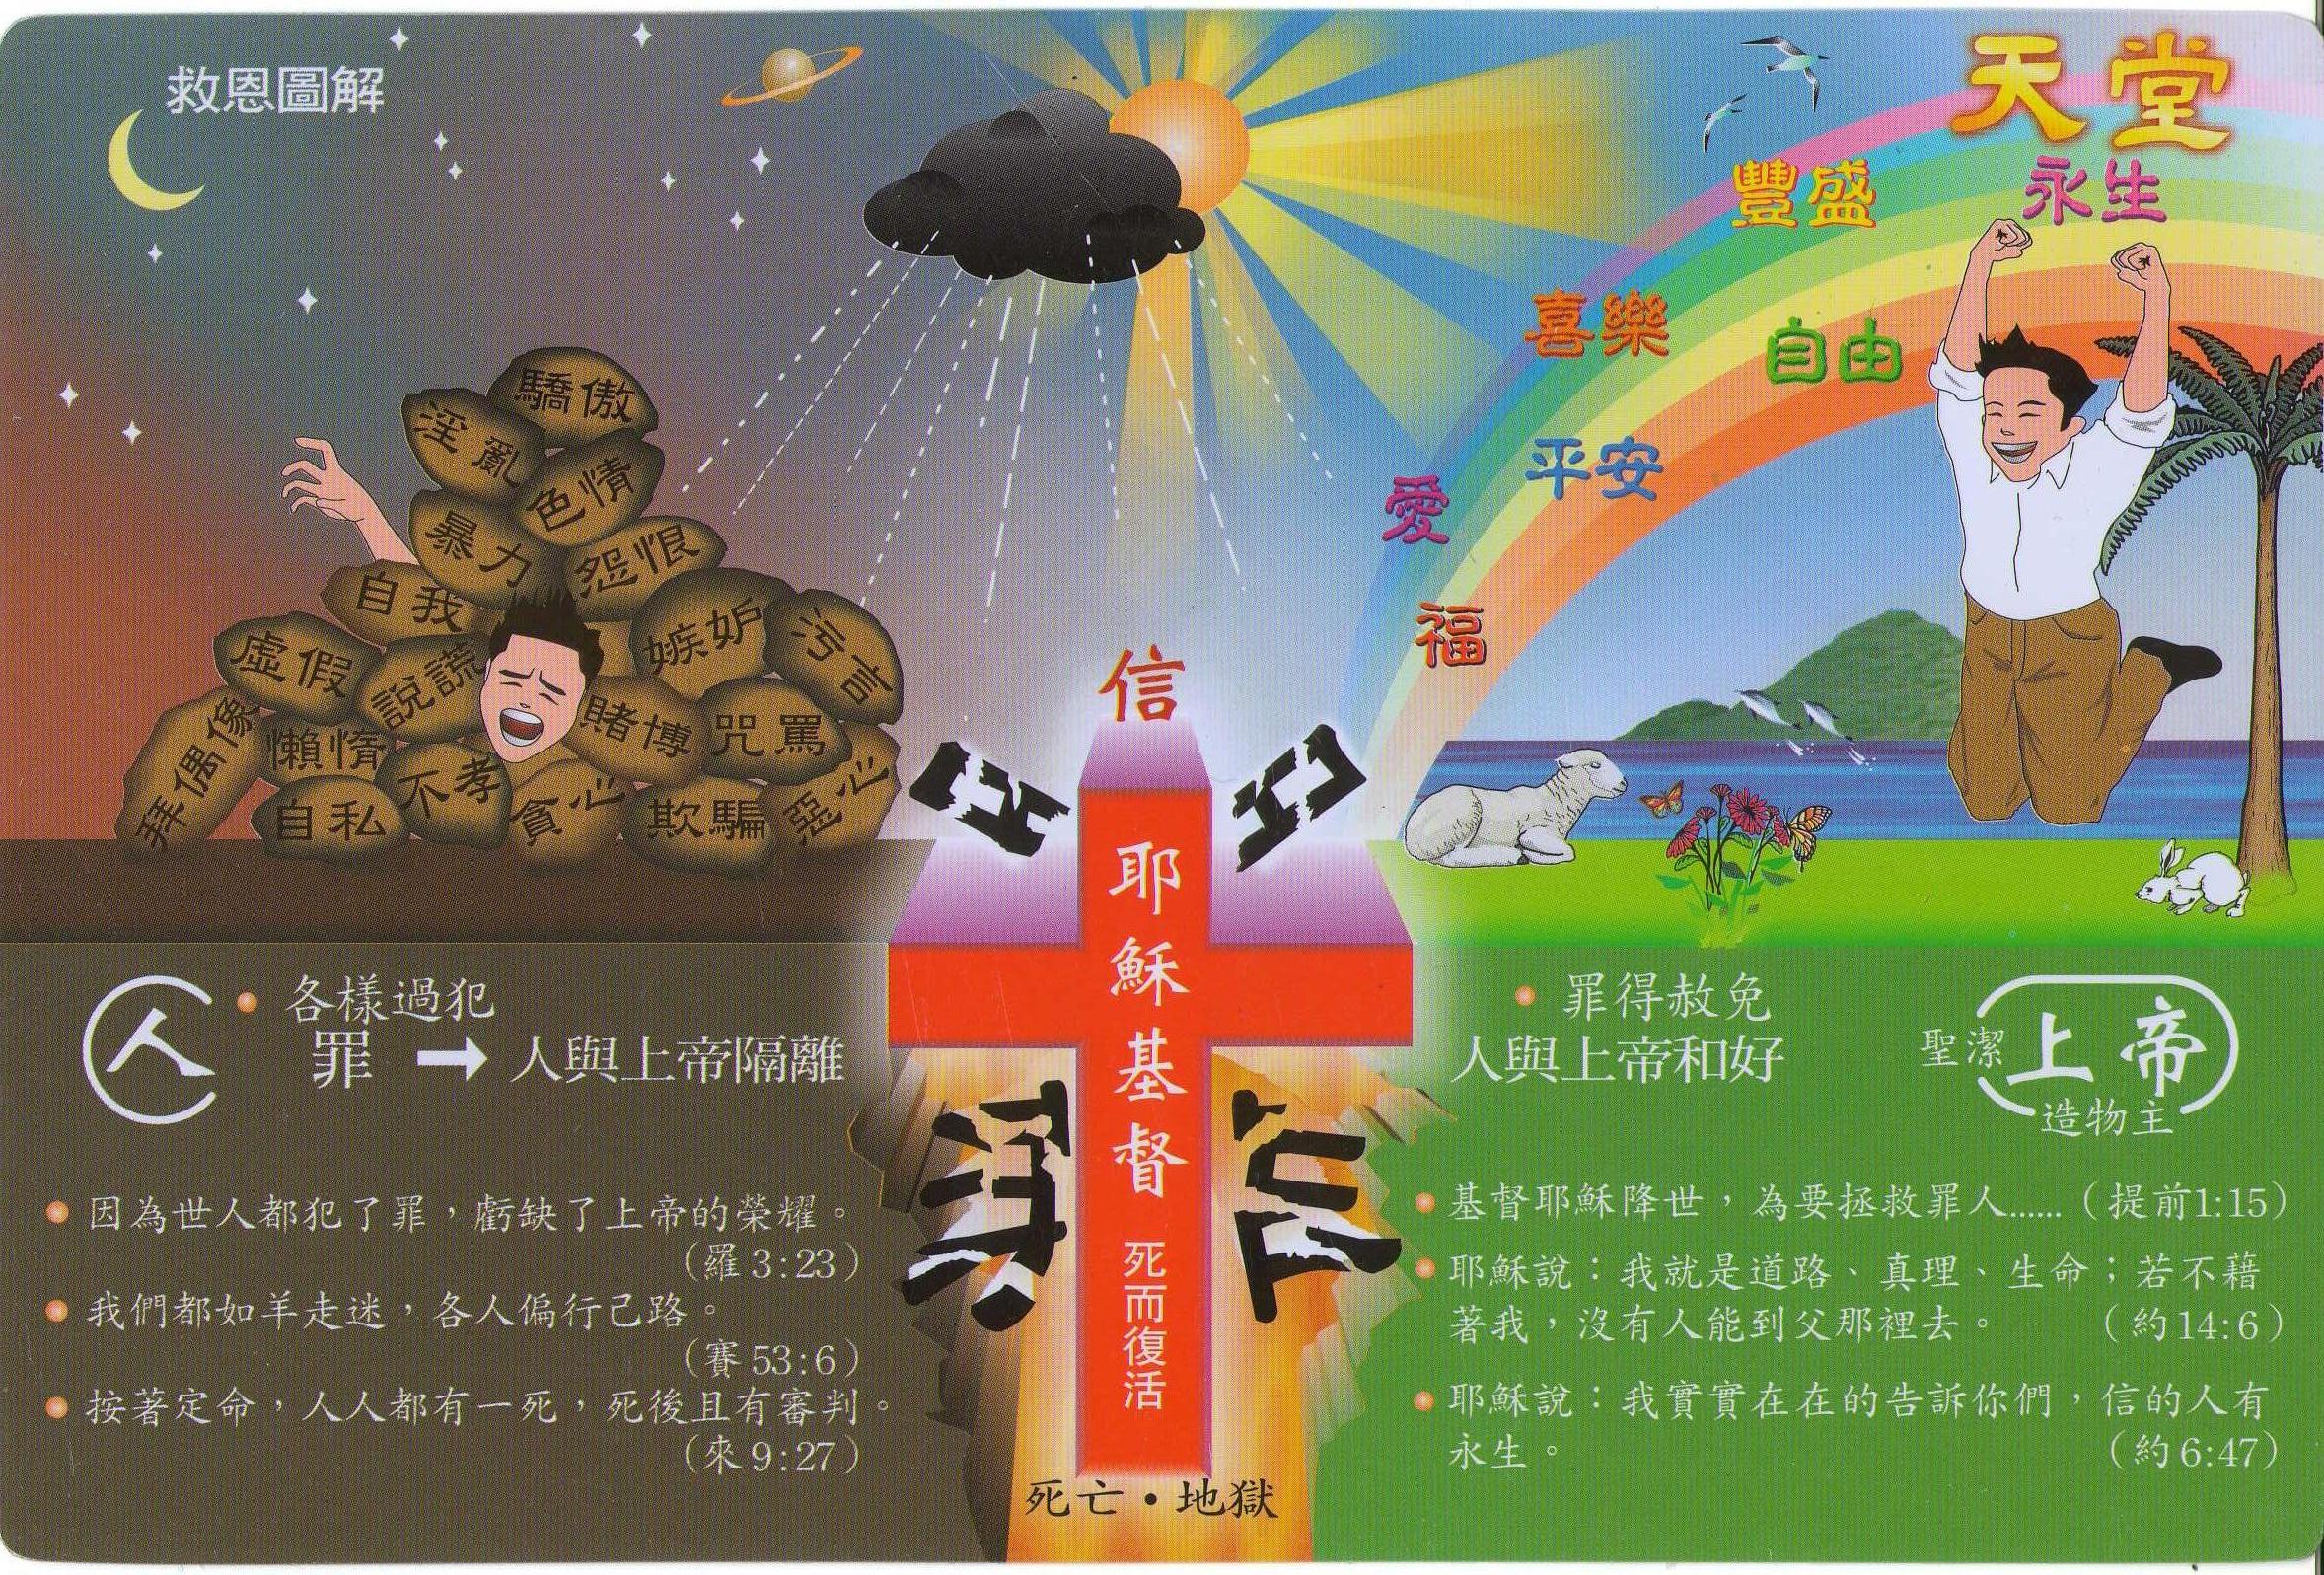 救恩圖解
天堂
豐盛
永生
喜樂
自由
平安
愛
福
驕傲
淫亂
色情
暴力
怨恨
自我
嫉妒
污言
虛假
說謊
賭博
咒罵
拜偶像
懶惰
不孝
自私
貪心
欺騙
惡心
信
耶穌基督
死而復活
罪
死亡·地獄
人
各樣過犯
罪 → 人與上帝隔離
因為世人都犯了罪，虧缺了上帝的榮耀。
（羅3:23）
我們都如羊走迷，各人偏行己路。
（賽53:6）
按著定命，人人都有一死，死後且有審判。
（來9:27）
罪得赦免
人與上帝和好
聖潔 上帝
造物主
基督耶穌降世，為要拯救罪人......（提前1:15）
耶穌說：我就是道路、真理、生命；若不藉
著我，沒有人能到父那裡去。（約14:6）
耶穌說：我實實在在的告訴你們，信的人有
永生。（約6:47）